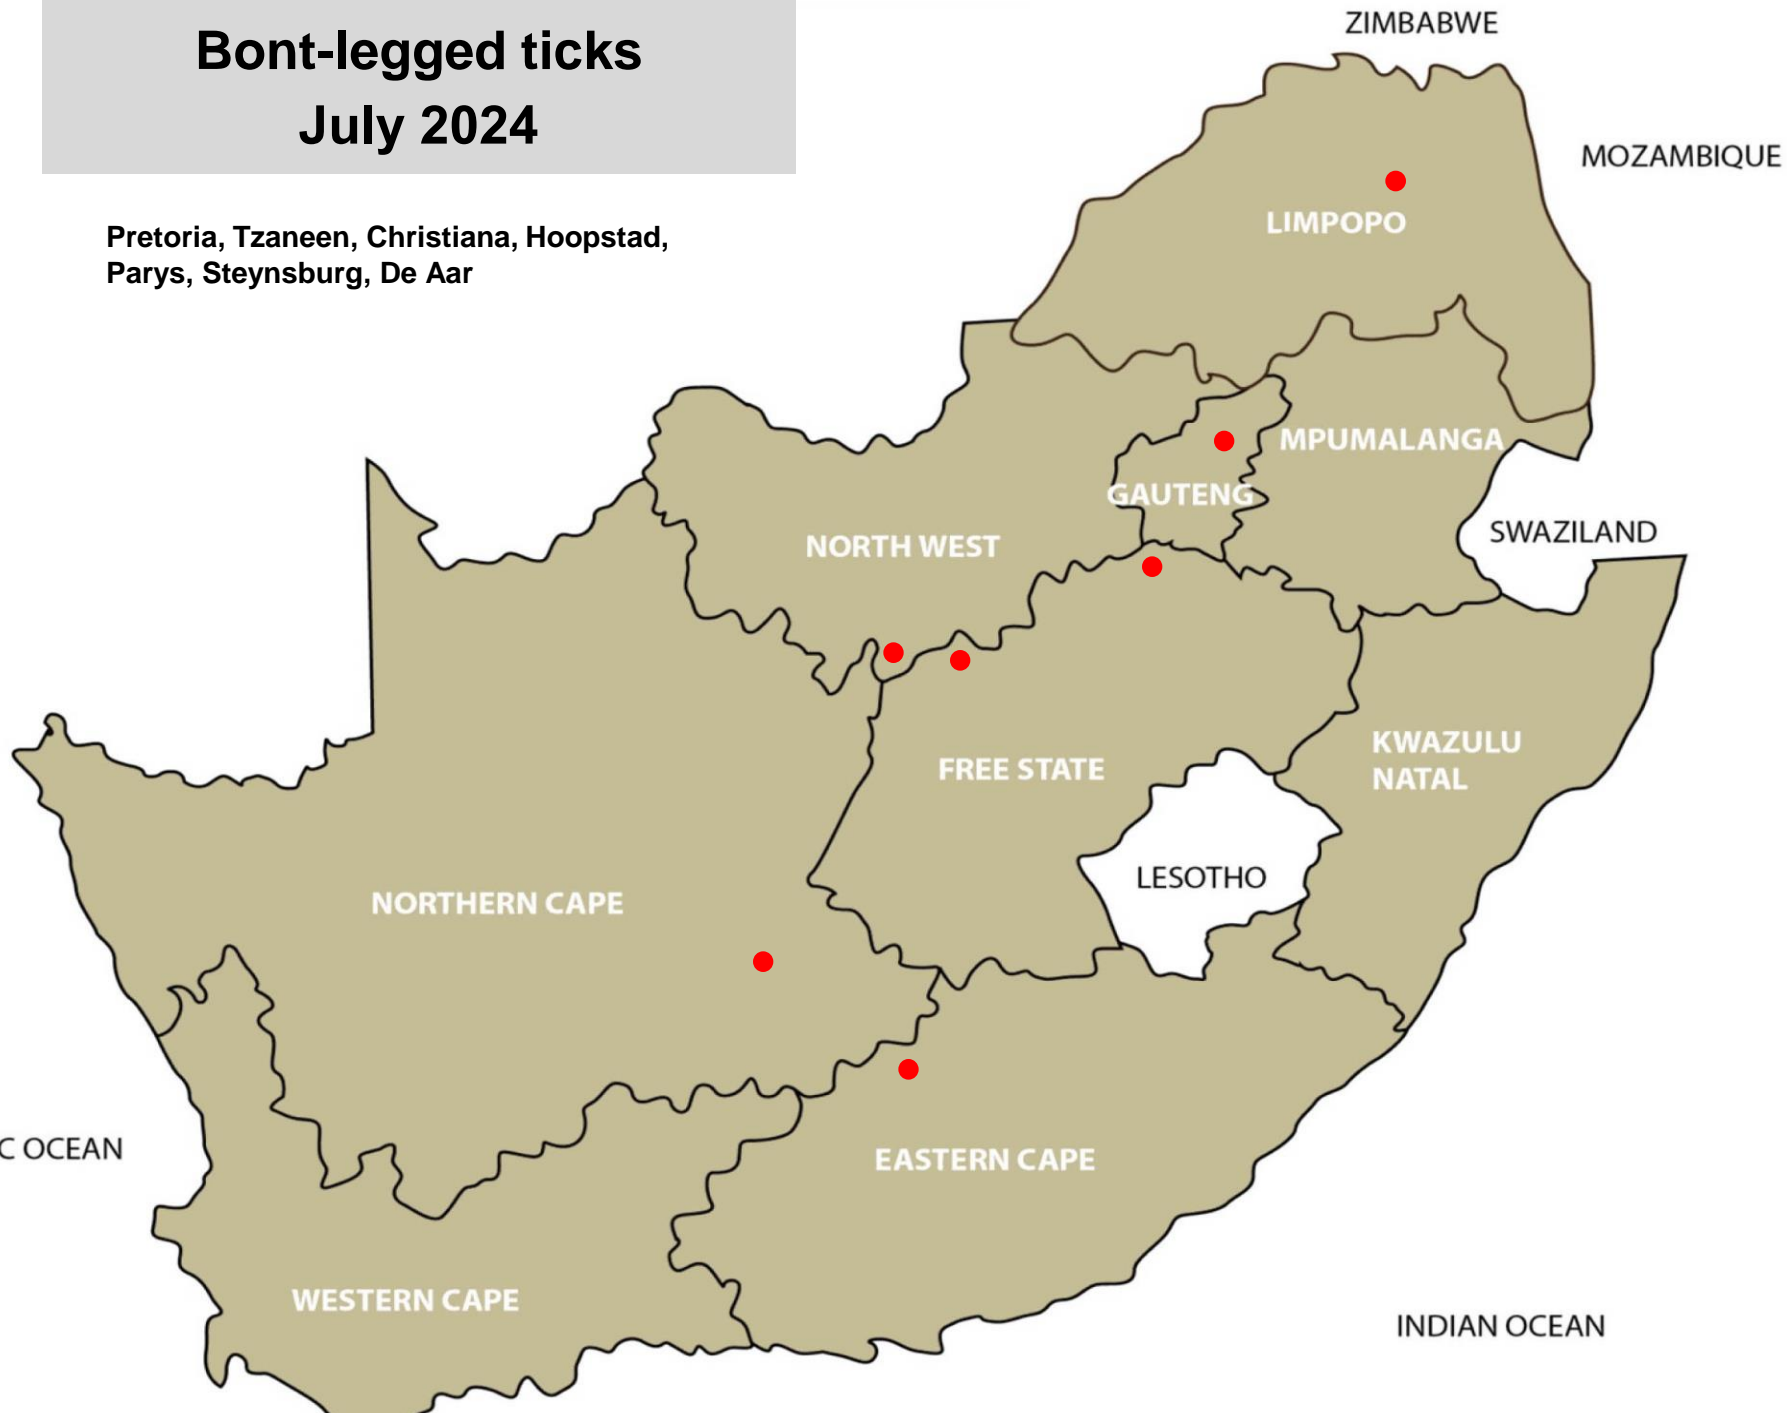 Bont-legged ticks
July 2024
Pretoria, Tzaneen, Christiana, Hoopstad,
Parys, Steynsburg, De Aar
ZIMBABWE
MOZAMBIQUE
LIMPOPO
MPUMALANGA
GAUTENG
SWAZILAND
NORTH WEST
KWAZULU
NATAL
FREE STATE
LESOTHO
NORTHERN CAPE
C OCEAN
EASTERN CAPE
WESTERN CAPE
INDIAN OCEAN